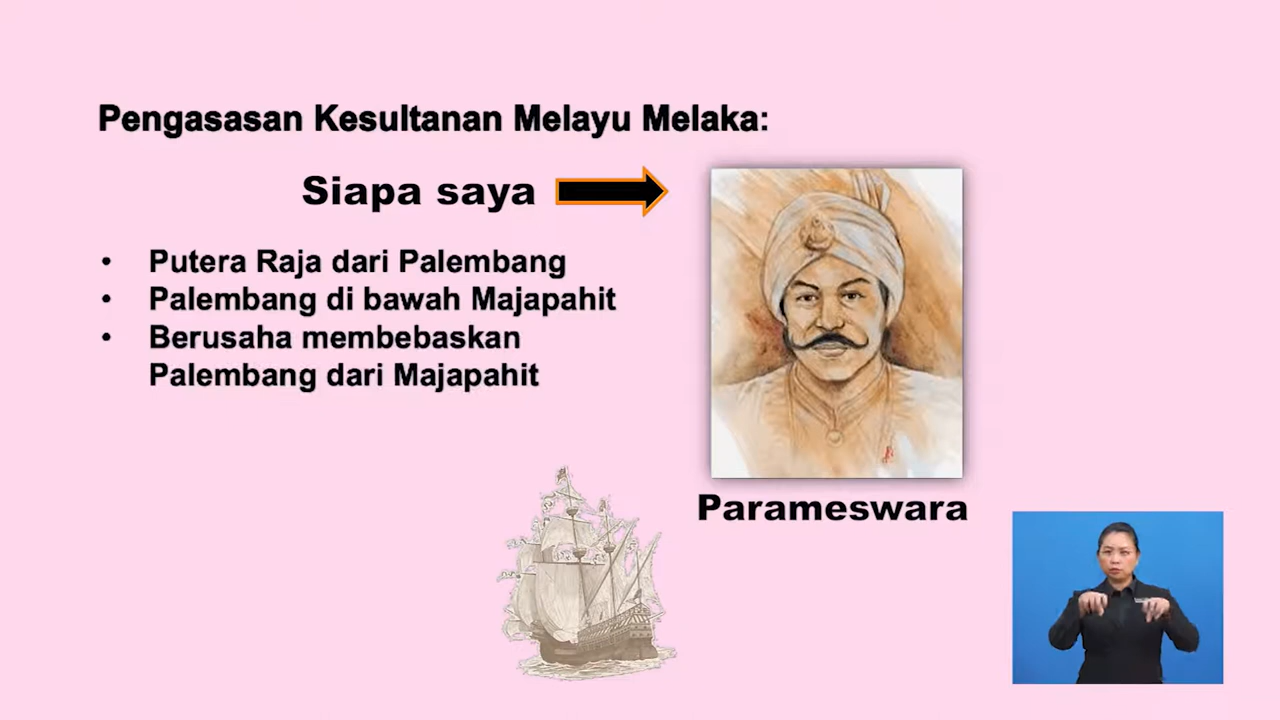 Pengasasan Kesultanan Melayu Melaka:
Siapa saya
• Putera Raja dari Palembang
• Palembang di bawah Majapahit
• Berusaha membebaskan
Palembang dari Majapahit
Parameswara